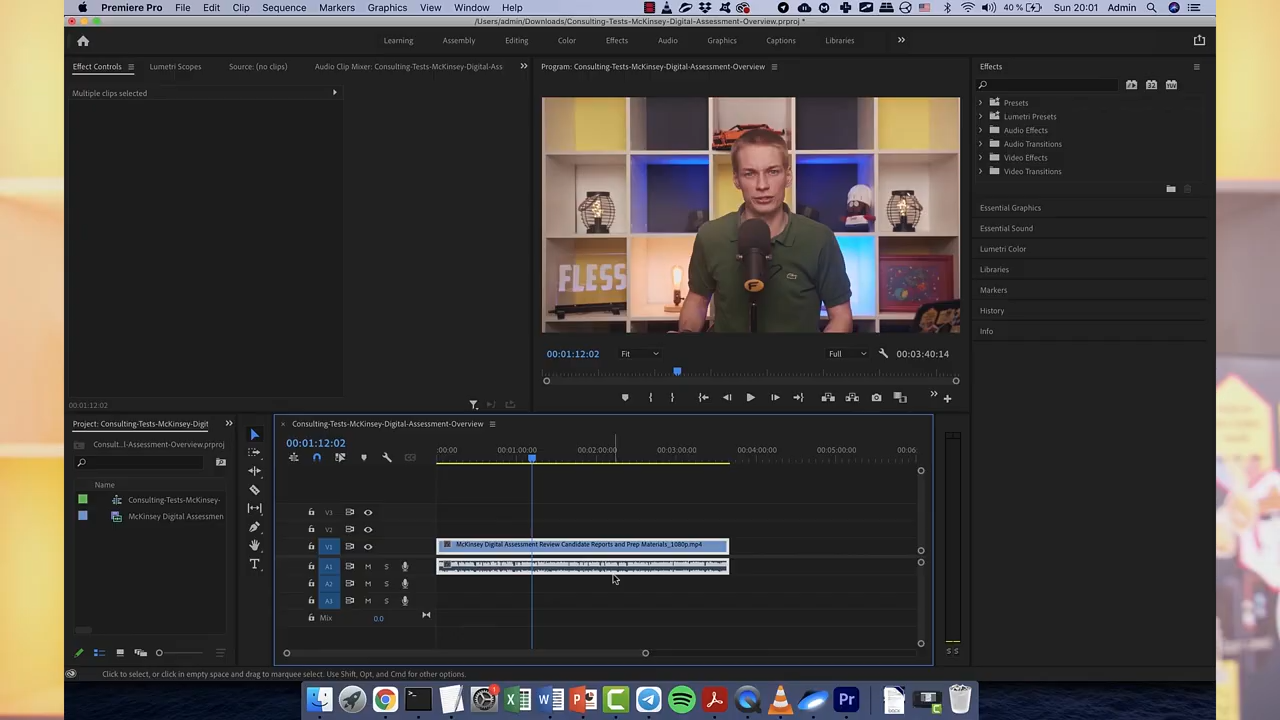 Premiere Pro File Edit Clip Sequence Markers Graphics View Window Help 40 % Sun 20:01 Admin
/Users/admin/Downloads/Consulting-Tests-McKinsey-Digital-Assessment-Overview.prproj *
Learning Assembly Editing Color Effects Audio Graphics Captions Libraries
Effect Controls Lumetri Scopes Source: (no clips) Audio Clip Mixer: Consulting-Tests-McKinsey-Digital-Ass
Multiple clips selected
00:01:12:02
Program: Consulting-Tests-McKinsey-Digital-Assessment-Overview
FLESS
F
00:01:12:02 Fit Full 00:03:40:14
Effects
32 YUV
Presets
Lumetri Presets
Audio Effects
Audio Transitions
Video Effects
Video Transitions
Essential Graphics
Essential Sound
Lumetri Color
Libraries
Markers
History
Info
Project: Consulting-Tests-McKinsey-Digit
Consult...l-Assessment-Overview.prproj
Name
Consulting-Tests-McKinsey-
McKinsey Digital Assessmen
Consulting-Tests-McKinsey-Digital-Assessment-Overview
00:01:12:02
:00:00 00:01:00:00 00:02:00:00 00:03:00:00 00:04:00:00 00:05:00:00 00:06:
V3
V2
V1 McKinsey Digital Assessment Review Candidate Reports and Prep Materials_1080p.mp4
A1 M S
A2 M S
A3 M S
Mix 0.0
S S
Click to select, or click in empty space and drag to marquee select. Use Shift, Opt, and Cmd for other options.
1
Pr